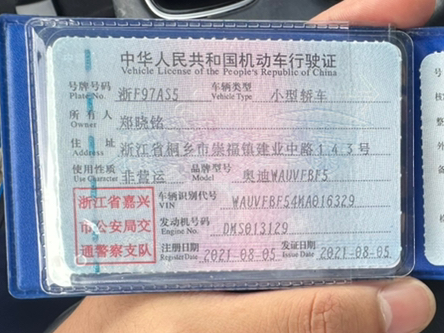 中华人民共和国机动车行驶证
Vehicle License of the People's Republic of China
号牌号码 Plate No. 浙F97A55 车辆类型 Vehicle Type 小型轿车
所有人 Owner 郑晓铭
住址 Address 浙江省桐乡市崇福镇建业中路143号
使用性质 Use Character 非营运 品牌型号 Model 奥迪WAUVFBF5
浙江省嘉兴
市公安局交
通警察支队
车辆识别代号 VIN WAUVFBF54MA016329
发动机号码 Engine No. DMS013129
注册日期 Register Date 2021-08-05 发证日期 Issue Date 2021-08-05